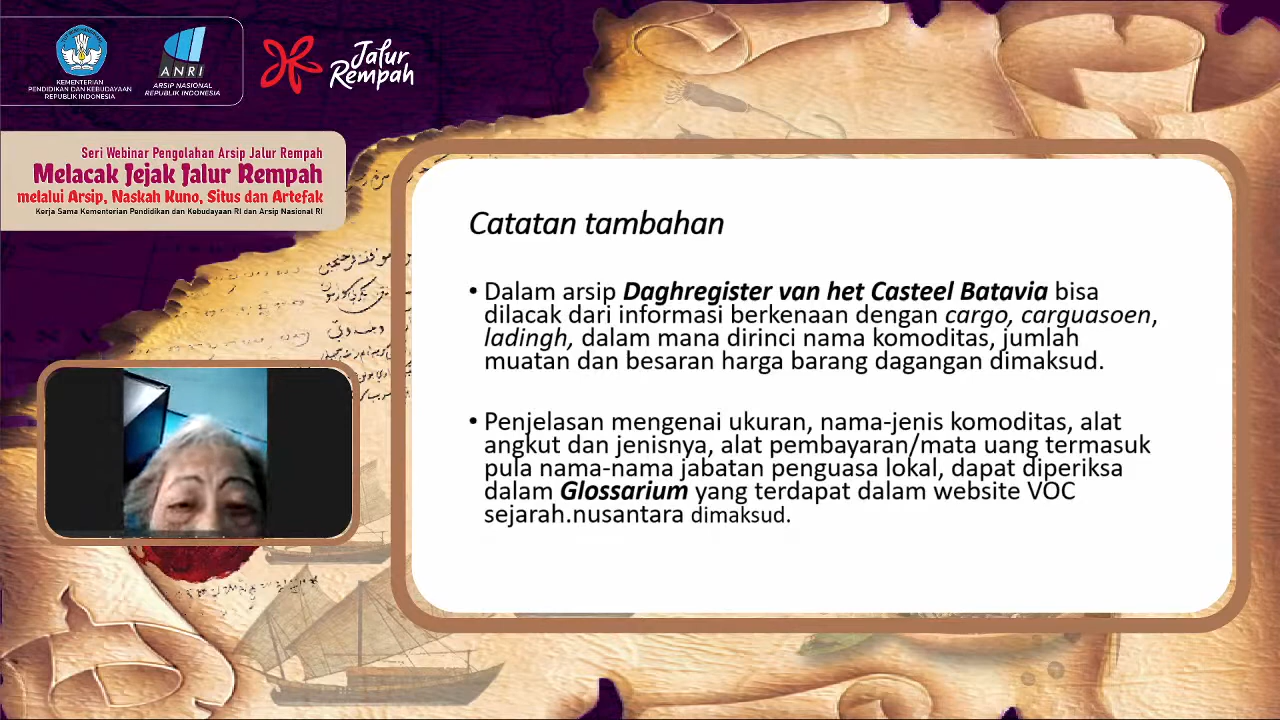 KEMENTERIAN
PENDIDIKAN DAN KEBUDAYAAN
REPUBLIK INDONESIA
ANRI
ARSIP NASIONAL
REPUBLIK INDONESIA
Jalur
Rempah
Seri Webinar Pengolahan Arsip Jalur Rempah
Melacak Jejak Jalur Rempah
melalui Arsip, Naskah Kuno, Situs dan Artefak
Kerja Sama Kementerian Pendidikan dan Kebudayaan RI dan Arsip Nasional RI
Catatan tambahan
• Dalam arsip Daghregister van het Casteel Batavia bisa
dilacak dari informasi berkenaan dengan cargo, carguasoen,
ladingh, dalam mana dirinci nama komoditas, jumlah
muatan dan besaran harga barang dagangan dimaksud.
• Penjelasan mengenai ukuran, nama-jenis komoditas, alat
angkut dan jenisnya, alat pembayaran/mata uang termasuk
pula nama-nama jabatan penguasa lokal, dapat diperiksa
dalam Glossarium yang terdapat dalam website VOC
sejarah.nusantara dimaksud.